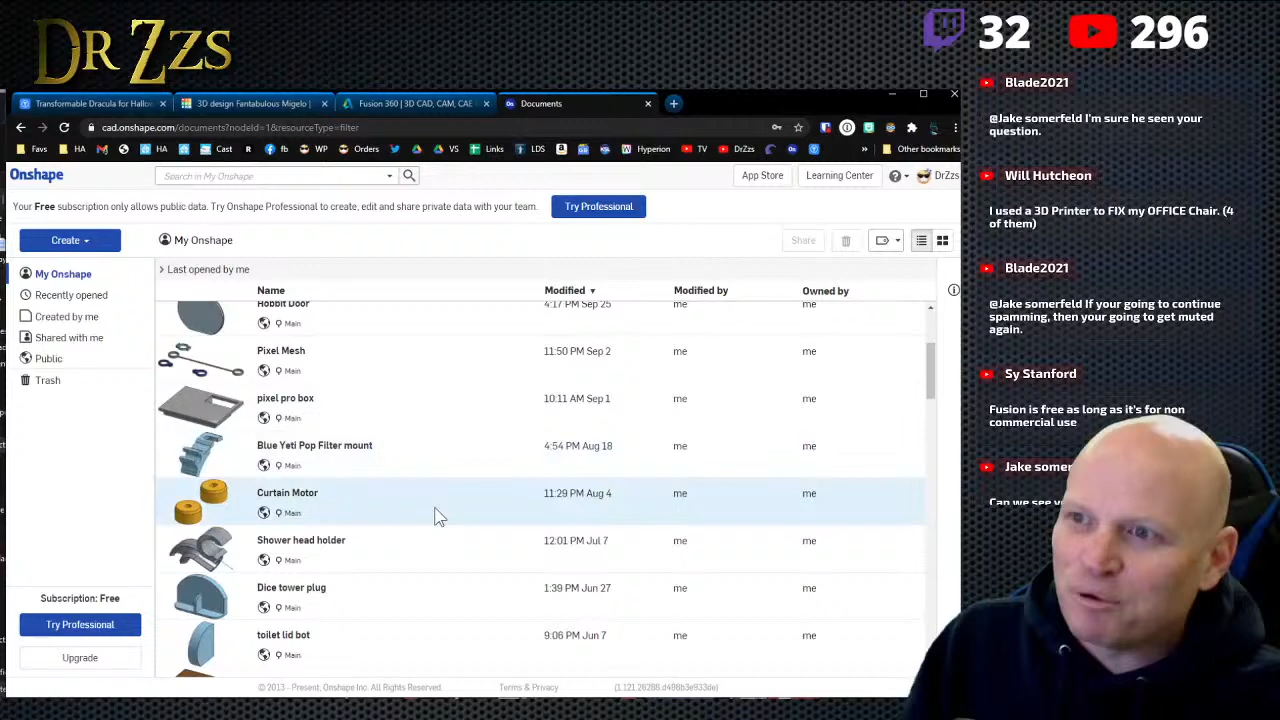 DR ZZS
32
296
Transformable Dracula for Hallo
3D design Fantabulous Migelo |
Fusion 360 | 3D CAD, CAM, CAE
Documents
cad.onshape.com/documents?nodeId=1&resourceType=filter
Favs
HA
HA
Cast
R
fb
WP
Orders
VS
Links
LDS
Hyperion
TV
DrZzs
Other bookmarks
Onshape
Search in My Onshape
App Store
Learning Center
DrZzs
Your Free subscription only allows public data. Try Onshape Professional to create, edit and share private data with your team.
Try Professional
Create
My Onshape
Share
My Onshape
Recently opened
Created by me
Shared with me
Public
Trash
Last opened by me
Name
Modified
Modified by
Owned by
Hobbit Door
4:17 PM Sep 25
me
me
Main
Pixel Mesh
11:50 PM Sep 2
me
me
Main
pixel pro box
10:11 AM Sep 1
me
me
Main
Blue Yeti Pop Filter mount
4:54 PM Aug 18
me
me
Main
Curtain Motor
11:29 PM Aug 4
me
me
Main
Shower head holder
12:01 PM Jul 7
me
me
Main
Dice tower plug
1:39 PM Jun 27
me
me
Main
toilet lid bot
9:06 PM Jun 7
me
me
Main
Subscription: Free
Try Professional
Upgrade
© 2013 - Present, Onshape Inc. All Rights Reserved.
Terms & Privacy
Blade2021
@Jake somerfeld I'm sure he seen your
question.
Will Hutcheon
I used a 3D Printer to FIX my OFFICE Chair. (4
of them)
Blade2021
@Jake somerfeld If your going to continue
spamming, then your going to get muted
again.
Sy Stanford
Fusion is free as long as it's for non
commercial use
Jake somer
Can we see